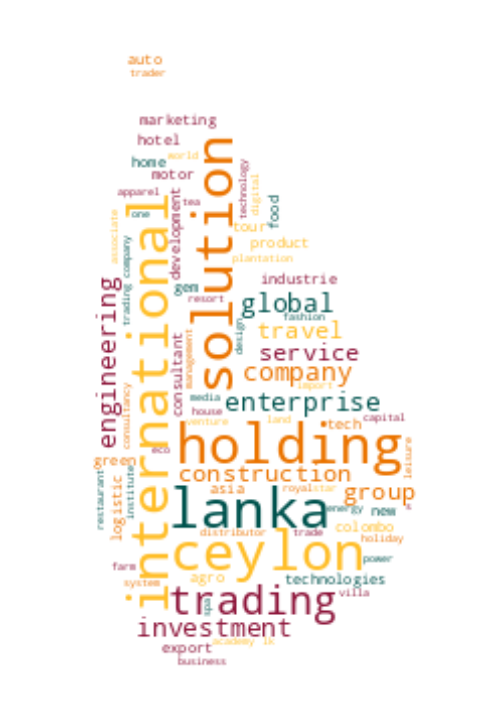 auto
trader
marketing
hotel
solution
world
home
technology
motor
digital
apparel
development
tea
food
international
associate
one
tour
product
trading company
plantation
engineering
industrie
gem
resort
global
fashion
travel
design
consultant
management
service
company
import
media
enterprise
consultancy
house
venture
land
capital
tech
holding
leisure
eco
green
construction
restaurant
institute
logistic
asia
royal
star
group
lanka
energy
new
colombo
distributor
trade
holiday
ceylon
power
farm
system
agro
technologies
trading
spa
villa
investment
academy
lk
export
business